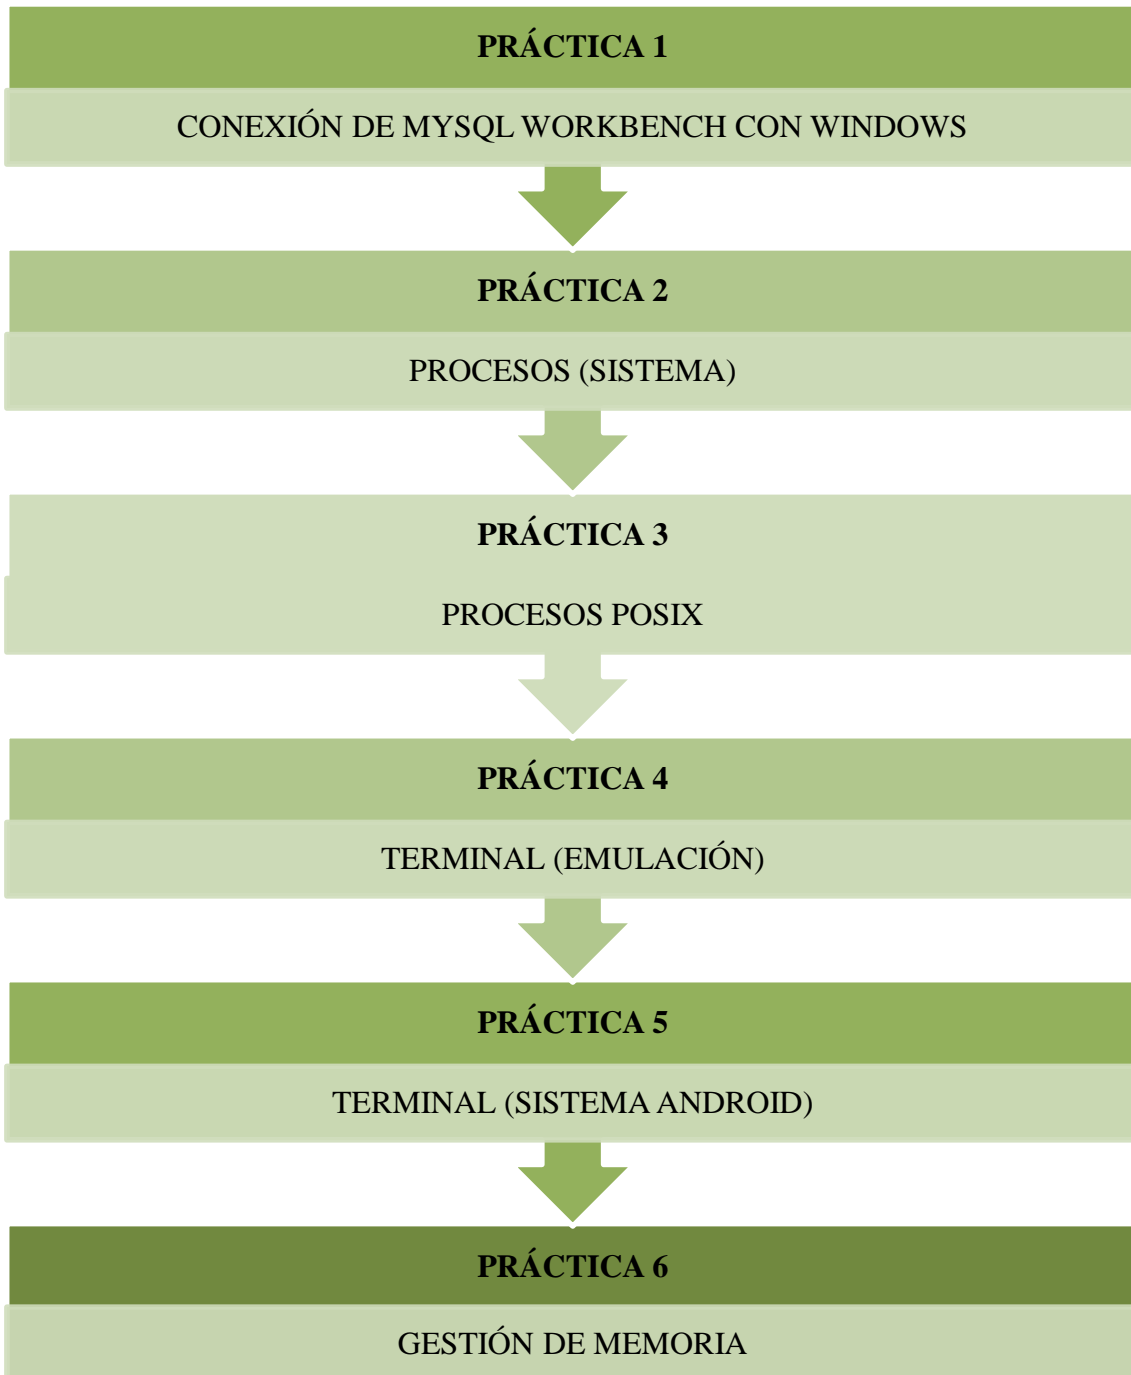 PRÁCTICA 1
CONEXIÓN DE MYSQL WORKBENCH CON WINDOWS
PRÁCTICA 2
PROCESOS (SISTEMA)
PRÁCTICA 3
PROCESOS POSIX
PRÁCTICA 4
TERMINAL (EMULACIÓN)
PRÁCTICA 5
TERMINAL (SISTEMA ANDROID)
PRÁCTICA 6
GESTIÓN DE MEMORIA